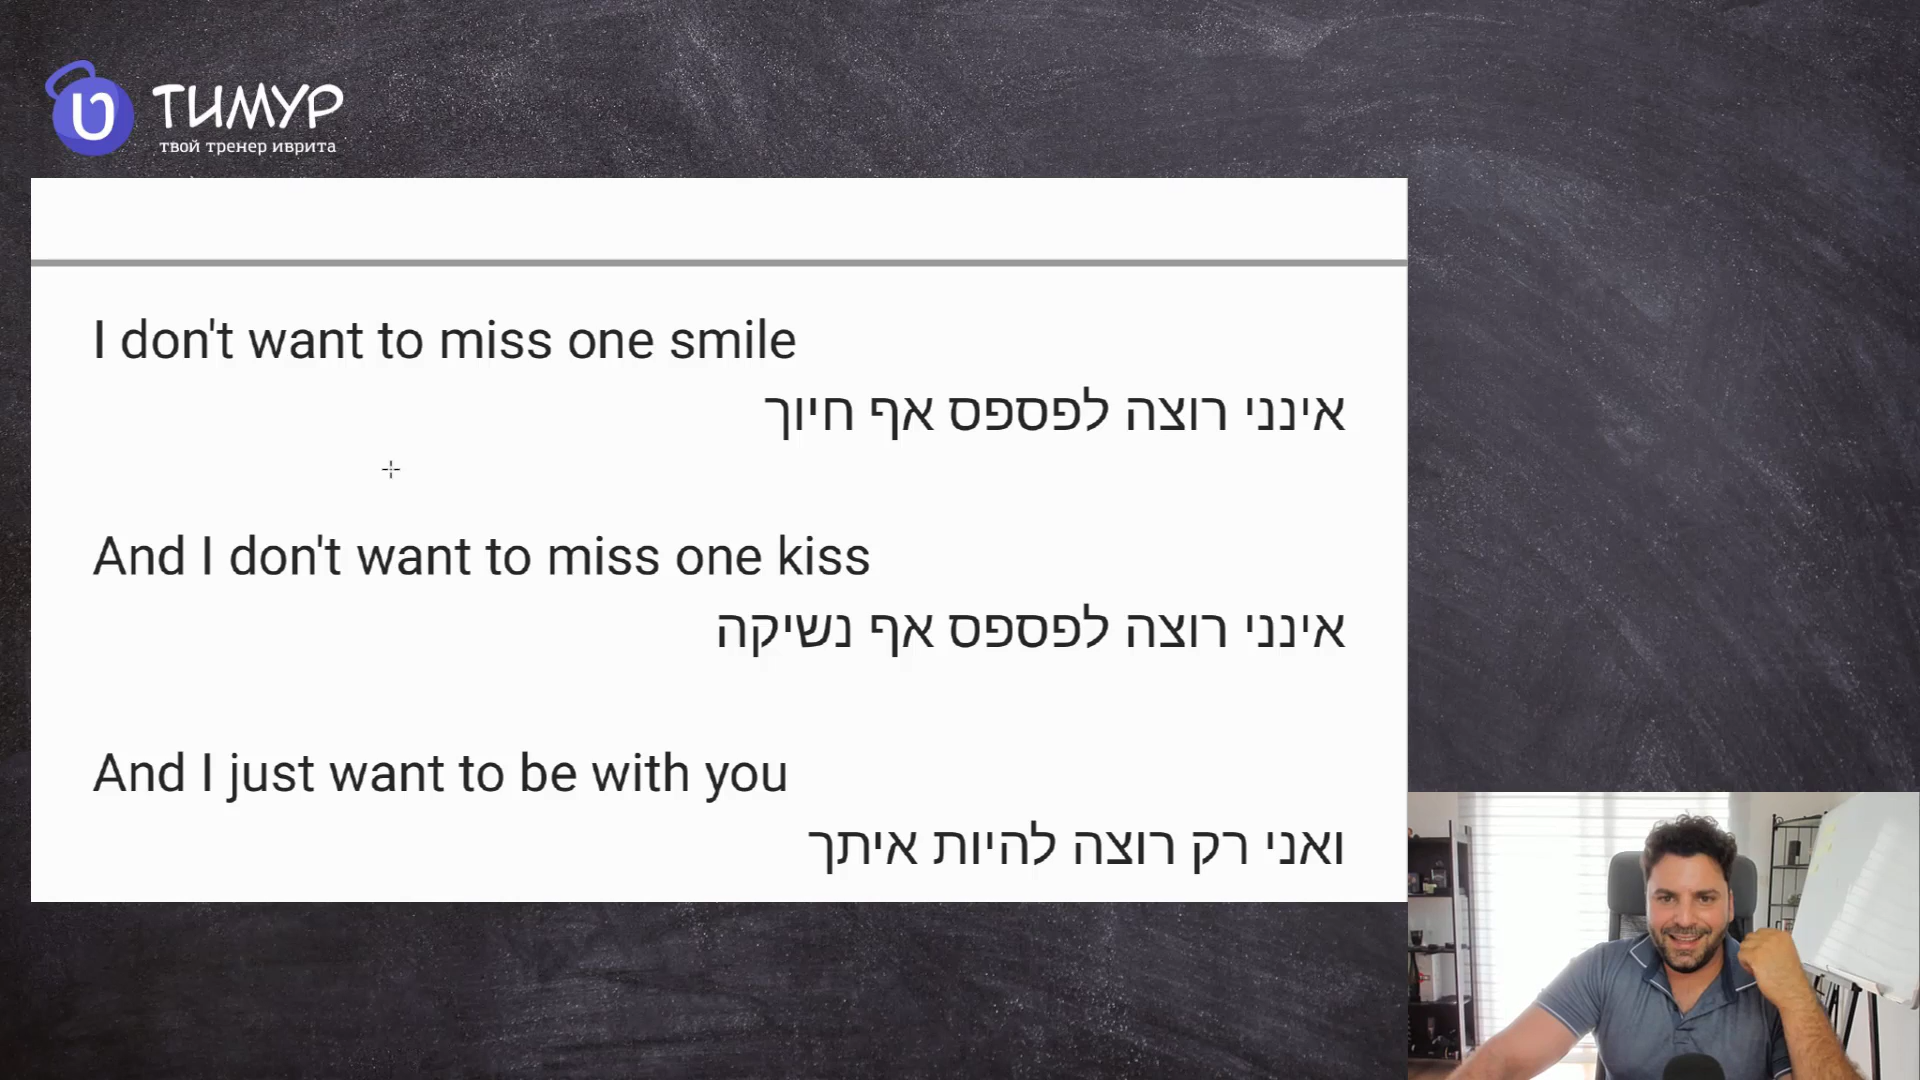 ТИМУР
твой тренер иврита
I don't want to miss one smile
אינני רוצה לפספס אף חיוך
And I don't want to miss one kiss
אינני רוצה לפספס אף נשיקה
And I just want to be with you
ואני רק רוצה להיות איתך